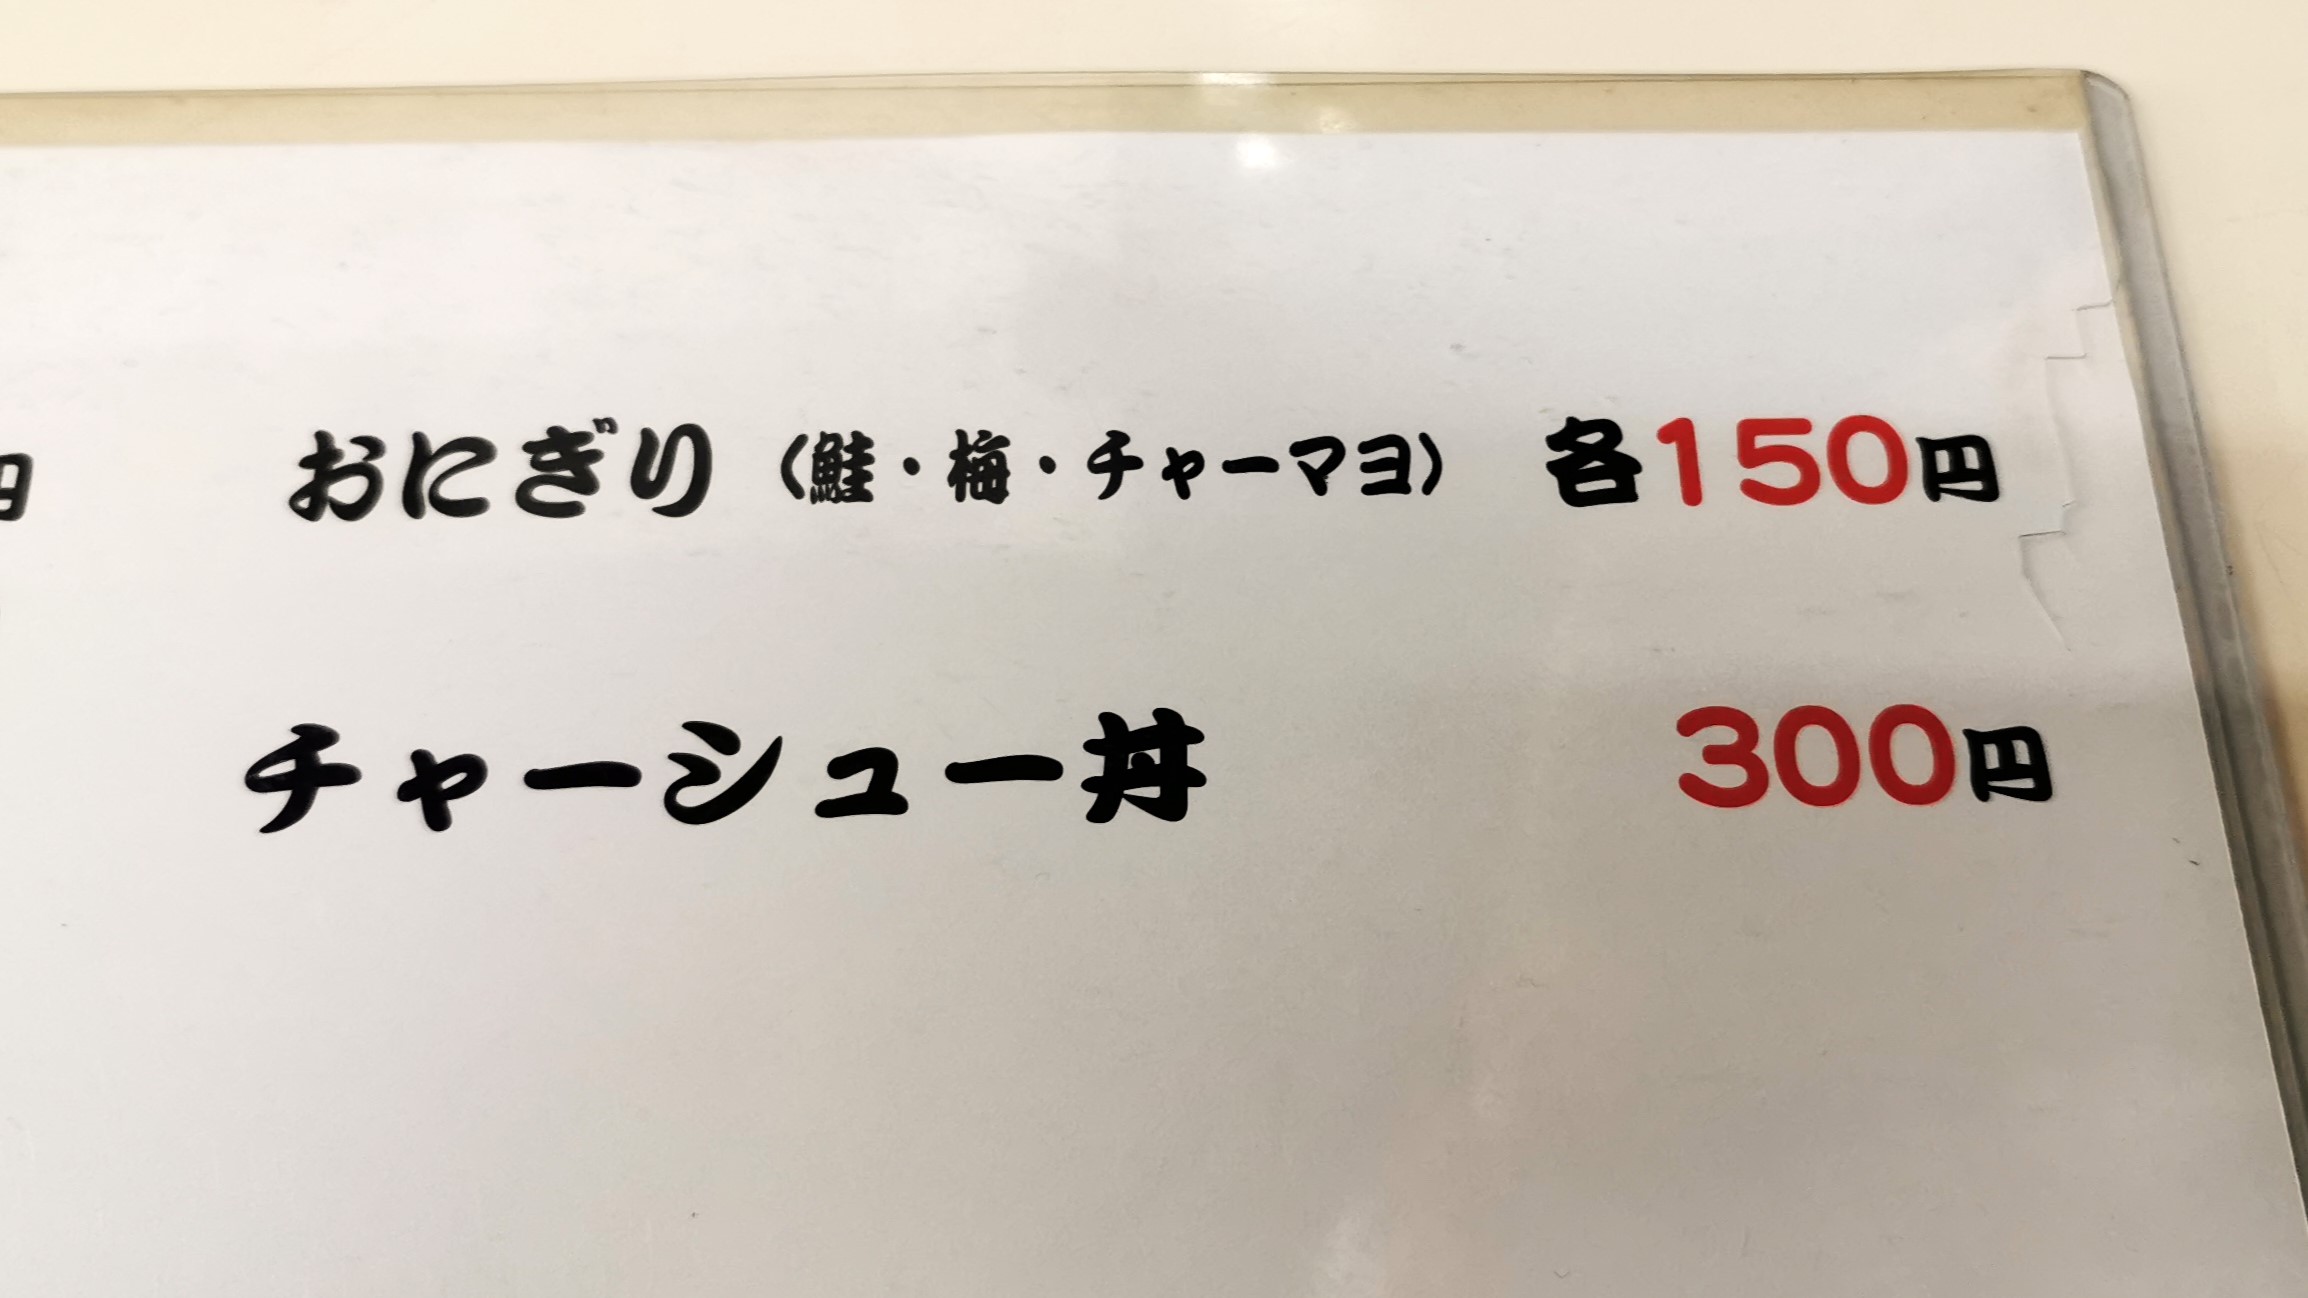 円 おにぎり（鮭・梅・チャーマヨ） 各150円
チャーシュー丼 300円